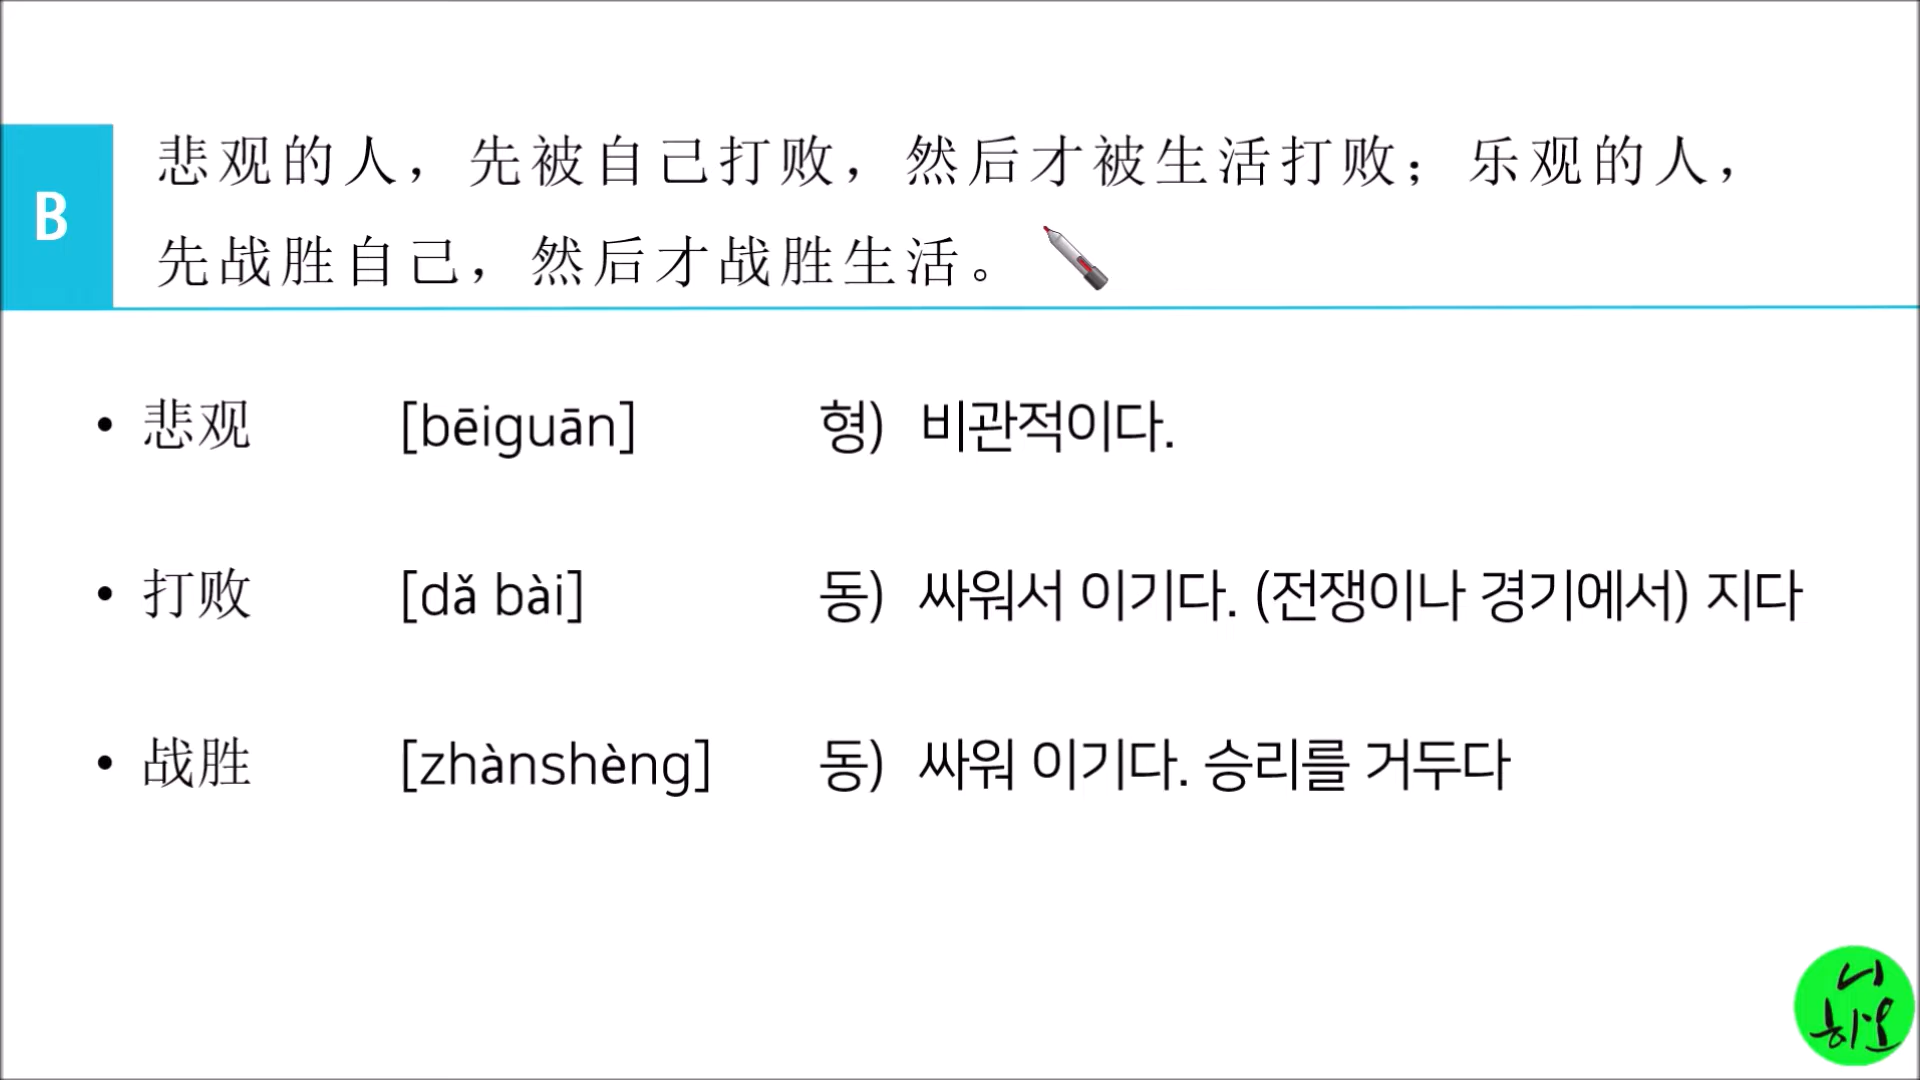 B
悲观的人，先被自己打败，然后才被生活打败；乐观的人，
先战胜自己，然后才战胜生活。
• 悲观 [bēiguān] 형) 비관적이다.
• 打败 [dǎ bài] 동) 싸워서 이기다. (전쟁이나 경기에서) 지다
• 战胜 [zhànshèng] 동) 싸워 이기다. 승리를 거두다
니
하오